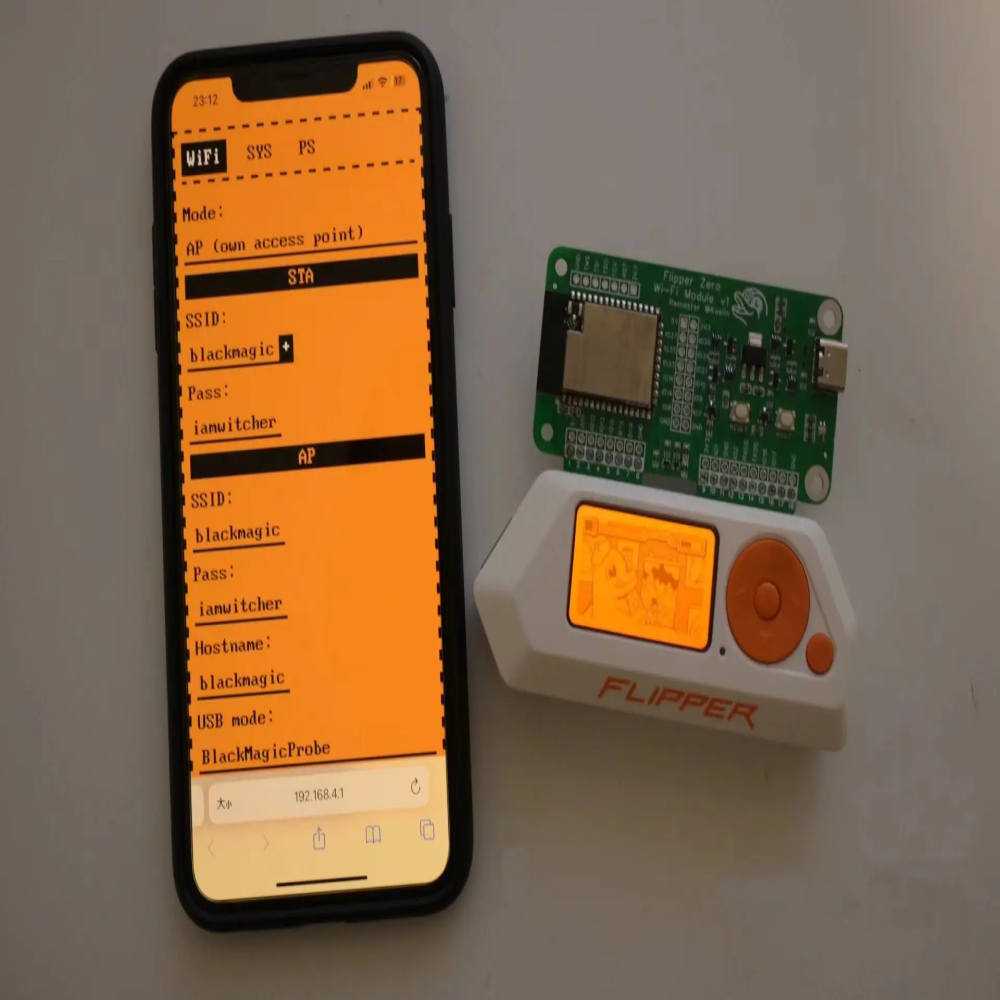 23:12
WiFi SYS PS
Mode:
AP (own access point)
STA
SSID:
blackmagic +
Pass:
iamwitcher
AP
SSID:
blackmagic
Pass:
iamwitcher
Hostname:
blackmagic
USB mode:
BlackMagicProbe
大小 192.168.4.1
Flipper Zero
Wi-Fi Module v1
FLIPPER